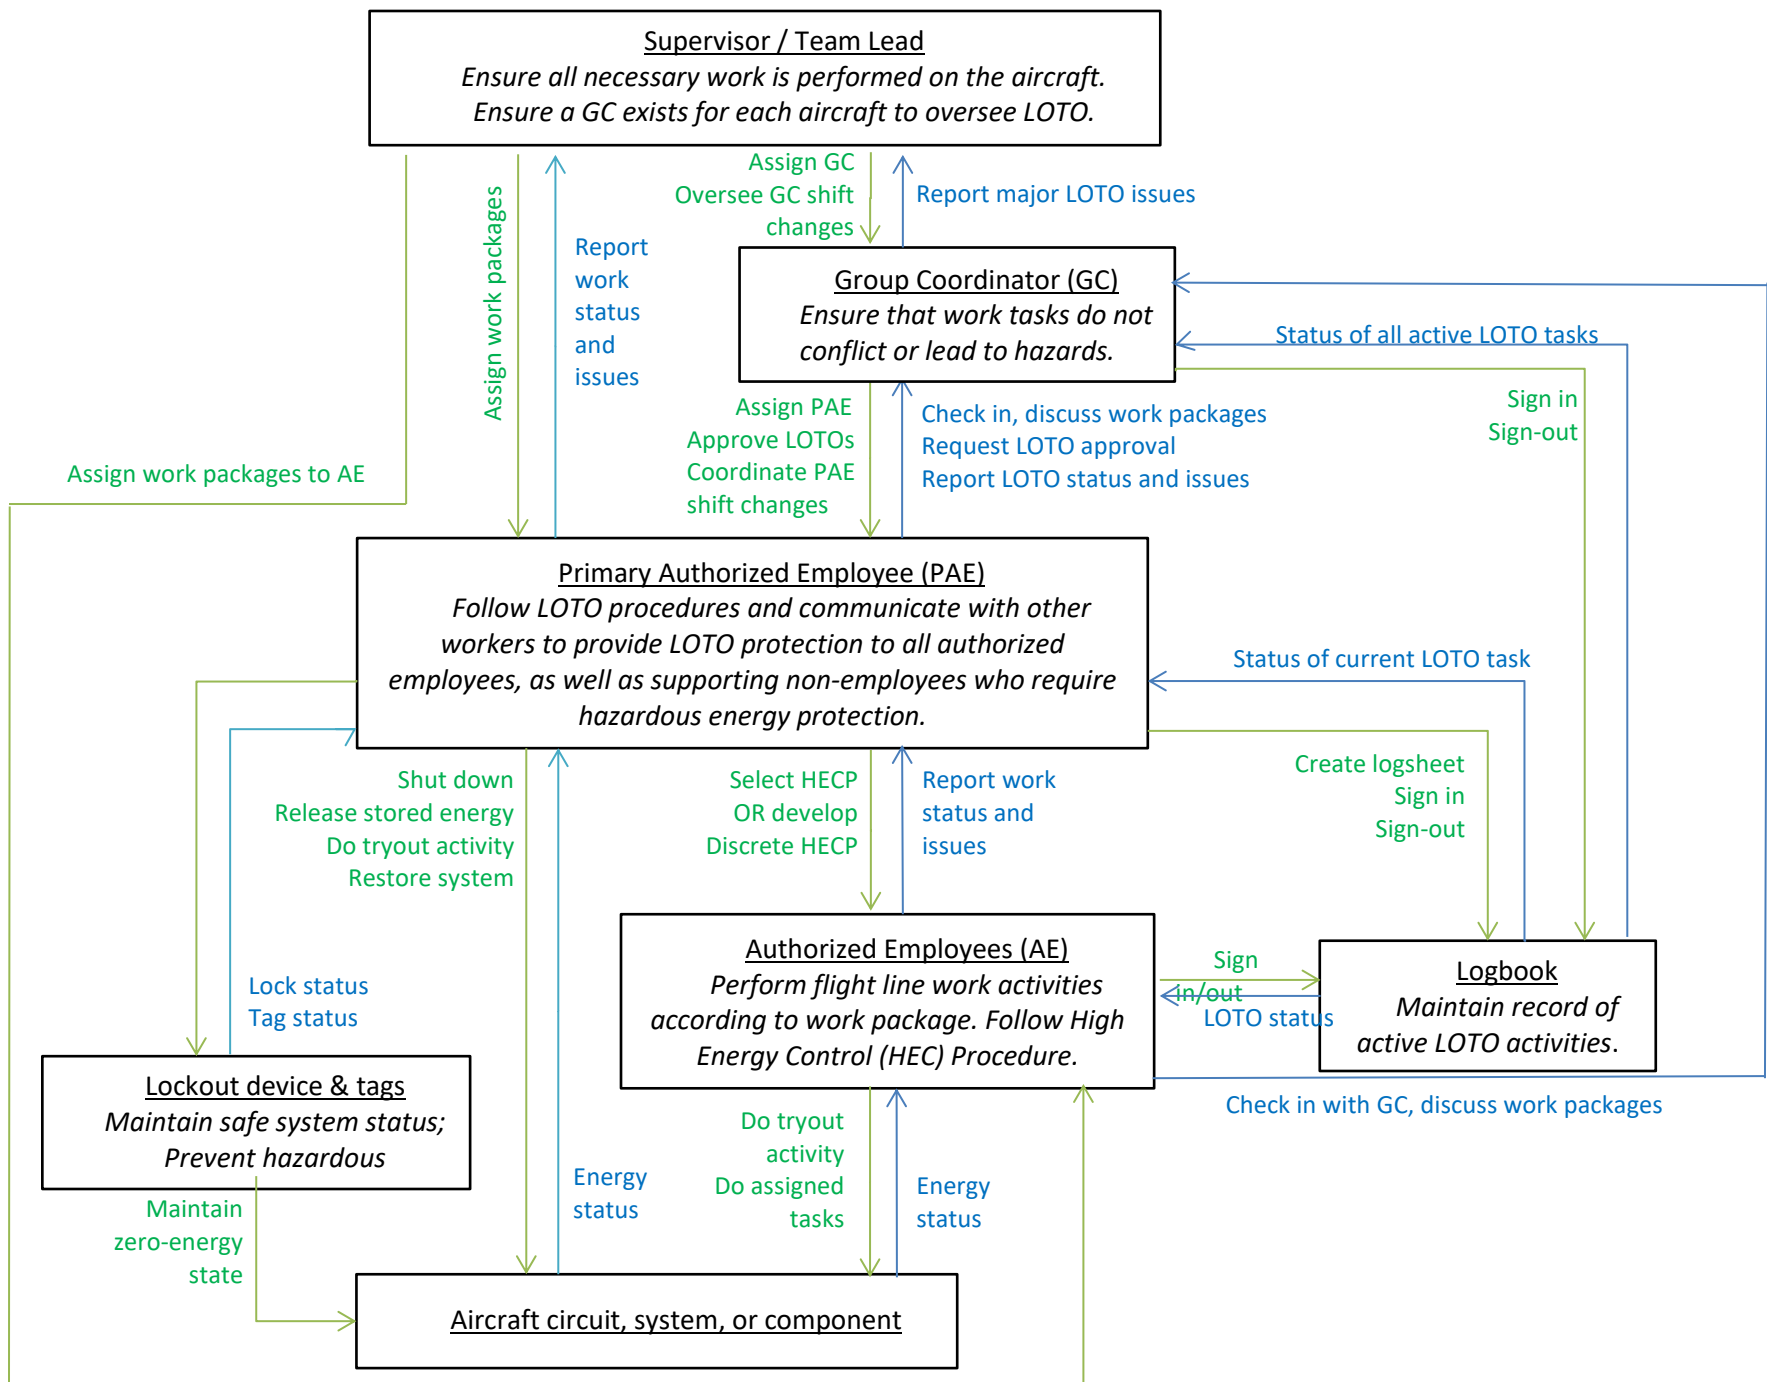 Supervisor / Team Lead
Ensure all necessary work is performed on the aircraft.
Ensure a GC exists for each aircraft to oversee LOTO.
Assign work packages
Report
work
status
and
issues
Assign GC
Oversee GC shift
changes
Report major LOTO issues
Group Coordinator (GC)
Ensure that work tasks do not
conflict or lead to hazards.
Status of all active LOTO tasks
Sign in
Sign-out
Assign work packages to AE
Assign PAE
Approve LOTOs
Coordinate PAE
shift changes
Check in, discuss work packages
Request LOTO approval
Report LOTO status and issues
Primary Authorized Employee (PAE)
Follow LOTO procedures and communicate with other
workers to provide LOTO protection to all authorized
employees, as well as supporting non-employees who require
hazardous energy protection.
Status of current LOTO task
Create logsheet
Sign in
Sign-out
Shut down
Release stored energy
Do tryout activity
Restore system
Select HECP
OR develop
Discrete HECP
Report work
status and
issues
Lock status
Tag status
Authorized Employees (AE)
Perform flight line work activities
according to work package. Follow High
Energy Control (HEC) Procedure.
Sign
in/out
LOTO status
Logbook
Maintain record of
active LOTO activities.
Check in with GC, discuss work packages
Lockout device & tags
Maintain safe system status;
Prevent hazardous
Maintain
zero-energy
state
Energy
status
Do tryout
activity
Do assigned
tasks
Energy
status
Aircraft circuit, system, or component